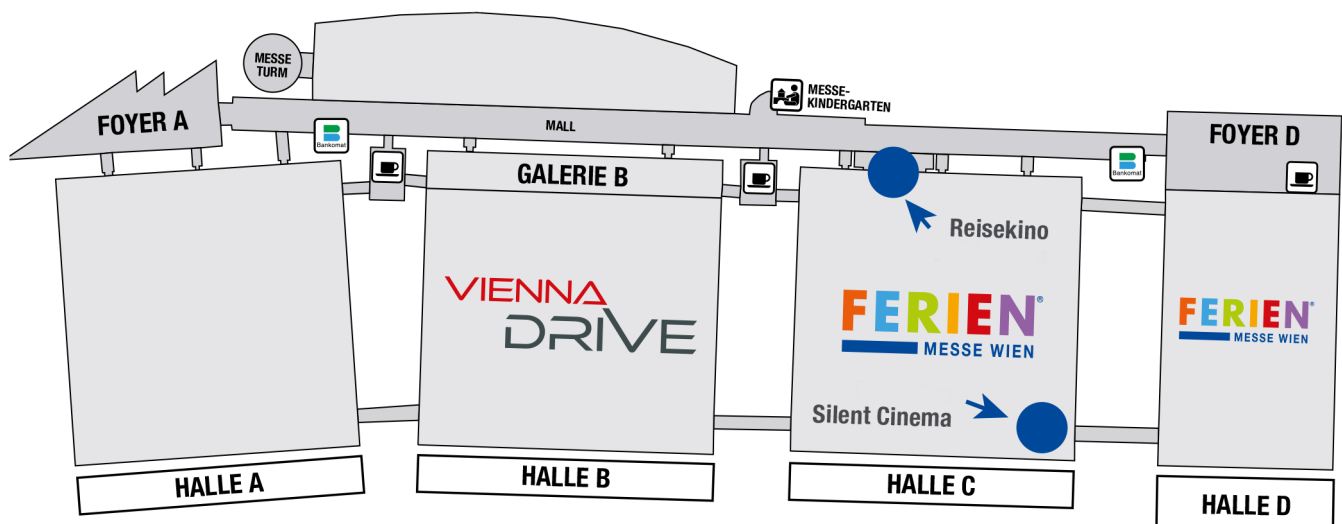 MESSE
TURM
MESSE-
KINDERGARTEN
FOYER A
Bankomat
MALL
Bankomat
FOYER D
GALERIE B
Reisekino
VIENNA
DRIVE
FERIEN®
MESSE WIEN
FERIEN®
MESSE WIEN
Silent Cinema
HALLE A
HALLE B
HALLE C
HALLE D